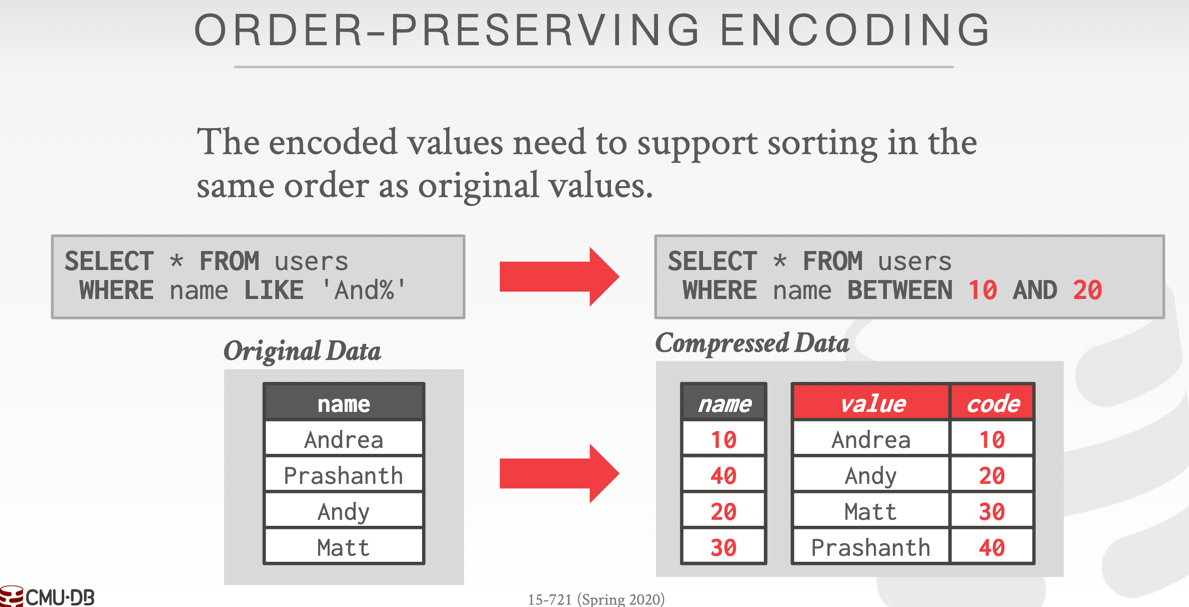 ORDER-PRESERVING ENCODING
The encoded values need to support sorting in the
same order as original values.
SELECT * FROM users
WHERE name LIKE 'And%'
SELECT * FROM users
WHERE name BETWEEN 10 AND 20
Original Data
name
Andrea
Prashanth
Andy
Matt
Compressed Data
name
10
40
20
30
value code
Andrea 10
Andy 20
Matt 30
Prashanth 40
CMU·DB
15-721 (Spring 2020)